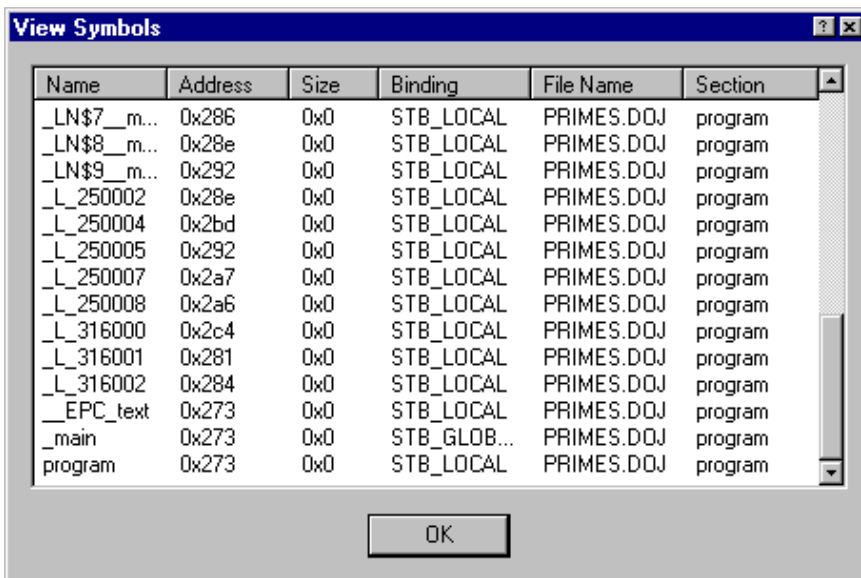 View Symbols
Name Address Size Binding File Name Section
_LN$7__m... 0x286 0x0 STB_LOCAL PRIMES.DOJ program
_LN$8__m... 0x28e 0x0 STB_LOCAL PRIMES.DOJ program
_LN$9__m... 0x292 0x0 STB_LOCAL PRIMES.DOJ program
_L_250002 0x28e 0x0 STB_LOCAL PRIMES.DOJ program
_L_250004 0x2bd 0x0 STB_LOCAL PRIMES.DOJ program
_L_250005 0x292 0x0 STB_LOCAL PRIMES.DOJ program
_L_250007 0x2a7 0x0 STB_LOCAL PRIMES.DOJ program
_L_250008 0x2a6 0x0 STB_LOCAL PRIMES.DOJ program
_L_316000 0x2c4 0x0 STB_LOCAL PRIMES.DOJ program
_L_316001 0x281 0x0 STB_LOCAL PRIMES.DOJ program
_L_316002 0x284 0x0 STB_LOCAL PRIMES.DOJ program
__EPC_text 0x273 0x0 STB_LOCAL PRIMES.DOJ program
_main 0x273 0x0 STB_GLOB... PRIMES.DOJ program
program 0x273 0x0 STB_LOCAL PRIMES.DOJ program
OK